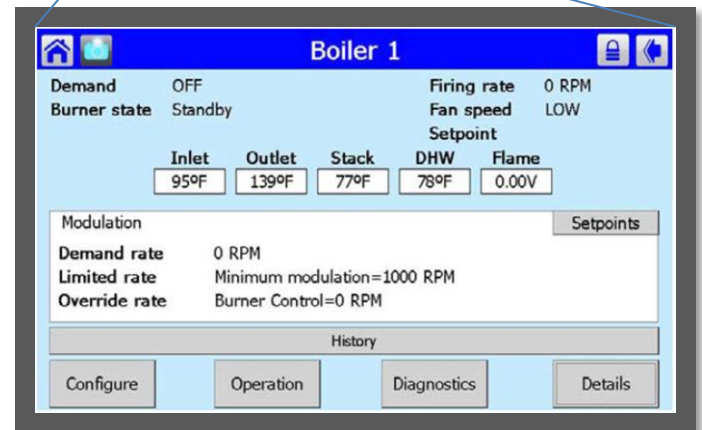 Boiler 1
Demand OFF Firing rate 0 RPM
Burner state Standby Fan speed LOW
Setpoint
Inlet Outlet Stack DHW Flame
95ºF 139ºF 77ºF 78ºF 0.00V
Modulation Setpoints
Demand rate 0 RPM
Limited rate Minimum modulation=1000 RPM
Override rate Burner Control=0 RPM
History
Configure Operation Diagnostics Details